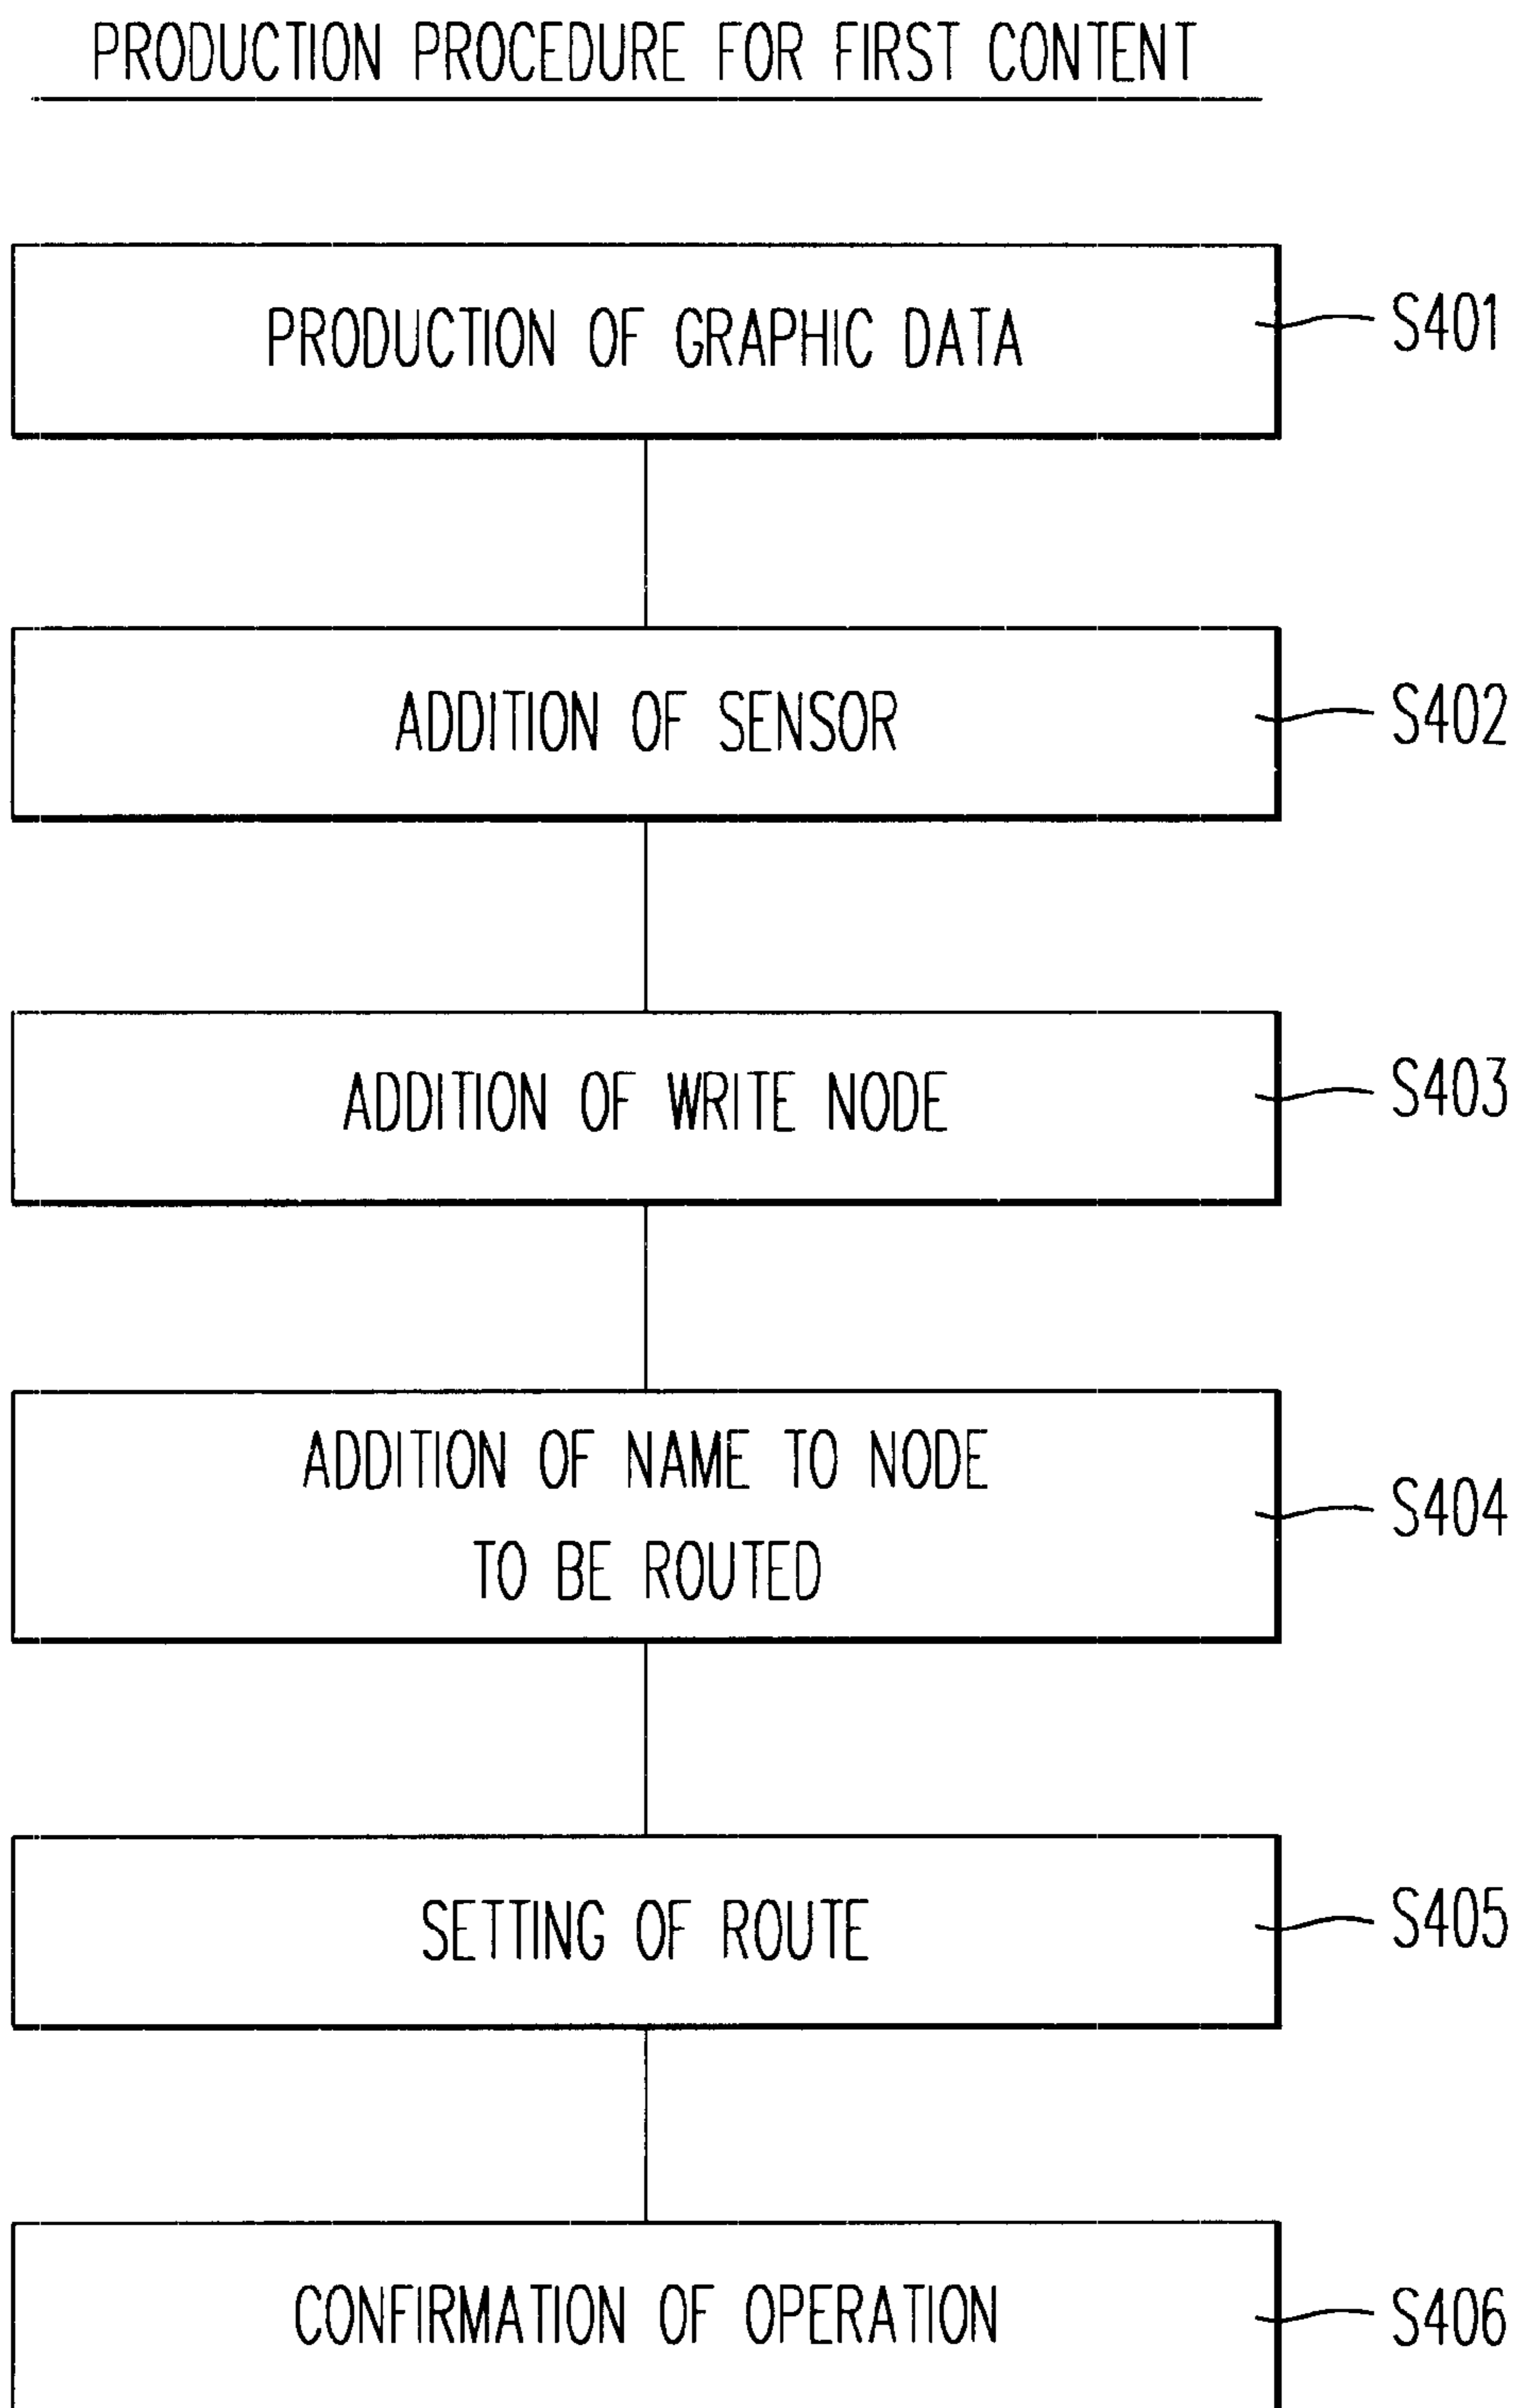 PRODUCTION PROCEDURE FOR FIRST CONTENT
PRODUCTION OF GRAPHIC DATA
S401
ADDITION OF SENSOR
S402
ADDITION OF WRITE NODE
S403
ADDITION OF NAME TO NODE
TO BE ROUTED
S404
SETTING OF ROUTE
S405
CONFIRMATION OF OPERATION
S406